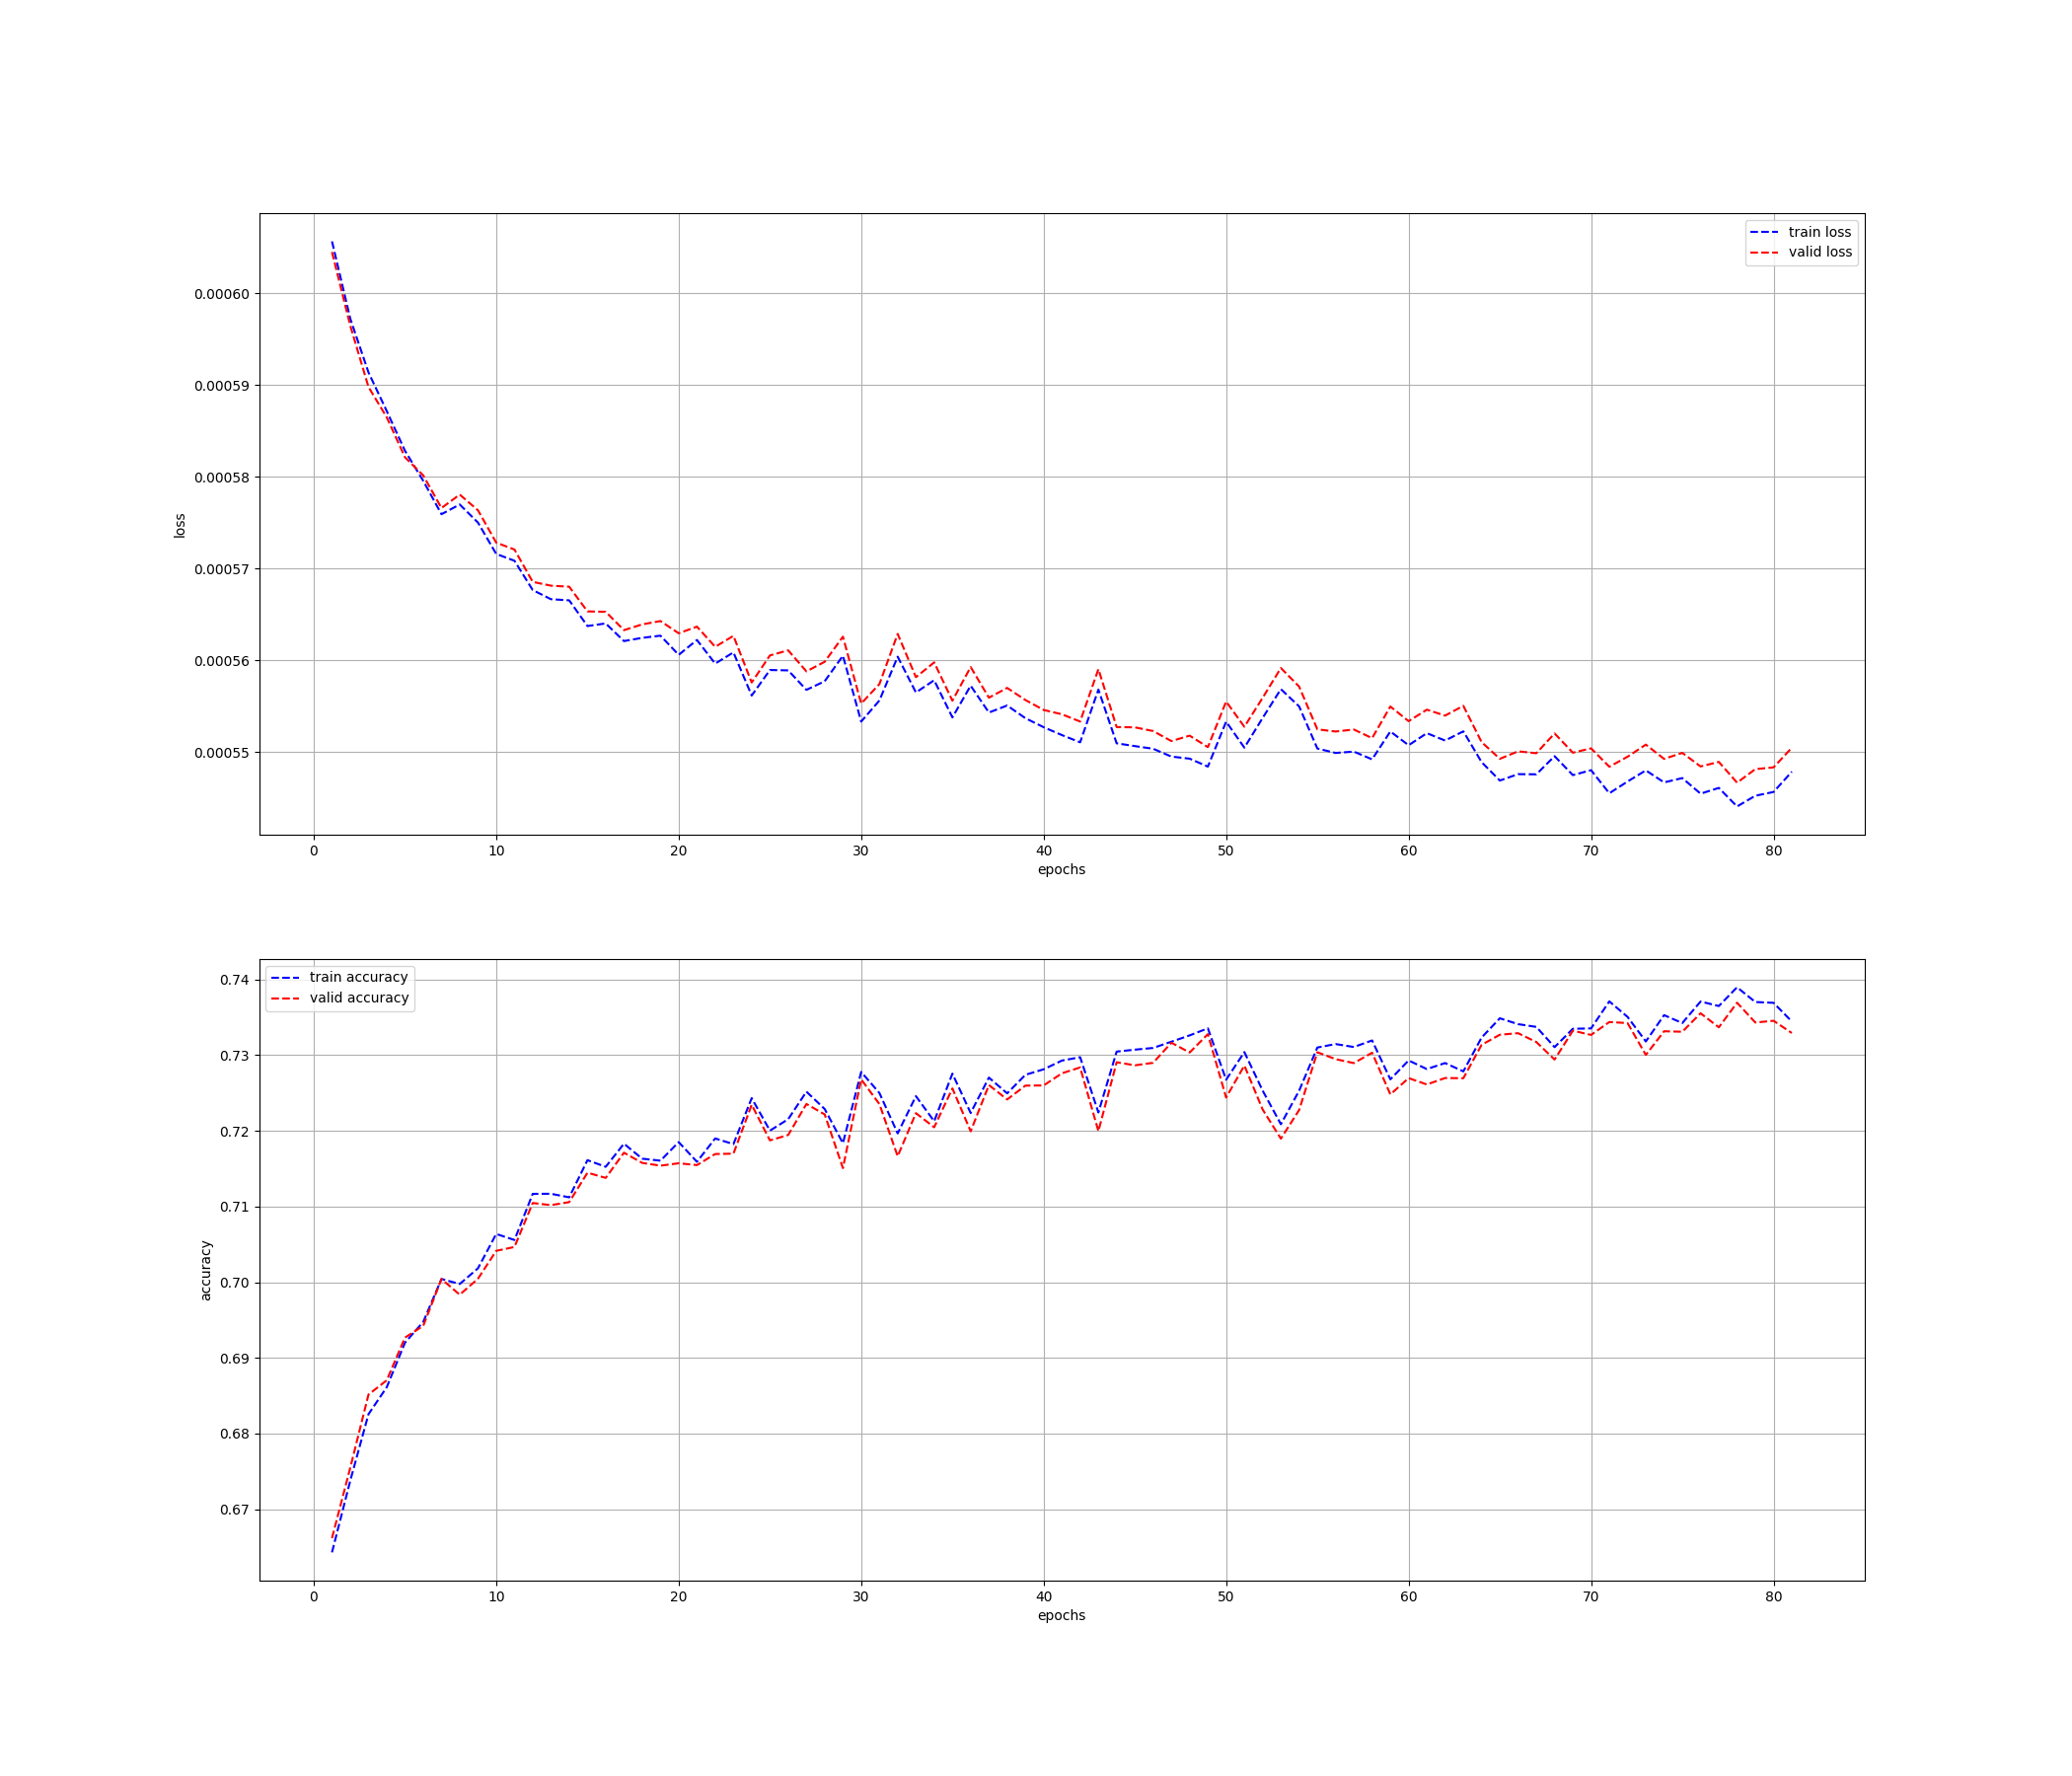 train loss
valid loss
0.00060
0.00059
0.00058
0.00057
0.00056
0.00055
loss
0 10 20 30 40 50 60 70 80
epochs
train accuracy
valid accuracy
0.74
0.73
0.72
0.71
0.70
0.69
0.68
0.67
accuracy
0 10 20 30 40 50 60 70 80
epochs